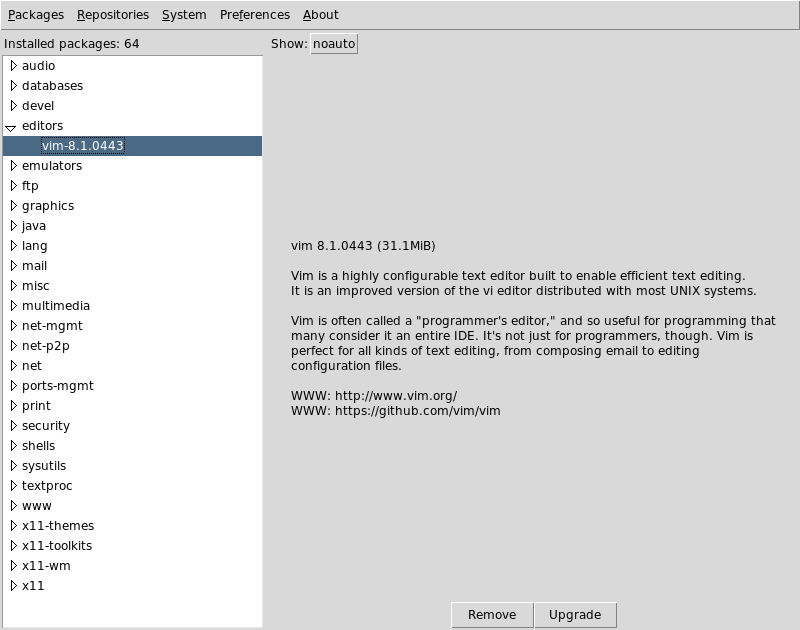 Packages Repositories System Preferences About
Installed packages: 64
Show: noauto
audio
databases
devel
editors
vim-8.1.0443
emulators
ftp
graphics
java
lang
mail
misc
multimedia
net-mgmt
net-p2p
net
ports-mgmt
print
security
shells
sysutils
textproc
www
x11-themes
x11-toolkits
x11-wm
x11
vim 8.1.0443 (31.1MiB)
Vim is a highly configurable text editor built to enable efficient text editing.
It is an improved version of the vi editor distributed with most UNIX systems.
Vim is often called a "programmer's editor," and so useful for programming that
many consider it an entire IDE. It's not just for programmers, though. Vim is
perfect for all kinds of text editing, from composing email to editing
configuration files.
WWW: http://www.vim.org/
WWW: https://github.com/vim/vim
Remove Upgrade